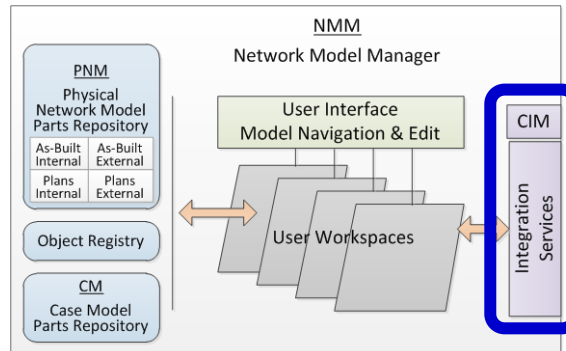 NMM
Network Model Manager
PNM
Physical
Network Model
Parts Repository
As-Built
Internal
As-Built
External
Plans
Internal
Plans
External
Object Registry
CM
Case Model
Parts Repository
User Interface
Model Navigation & Edit
User Workspaces
CIM
Integration
Services